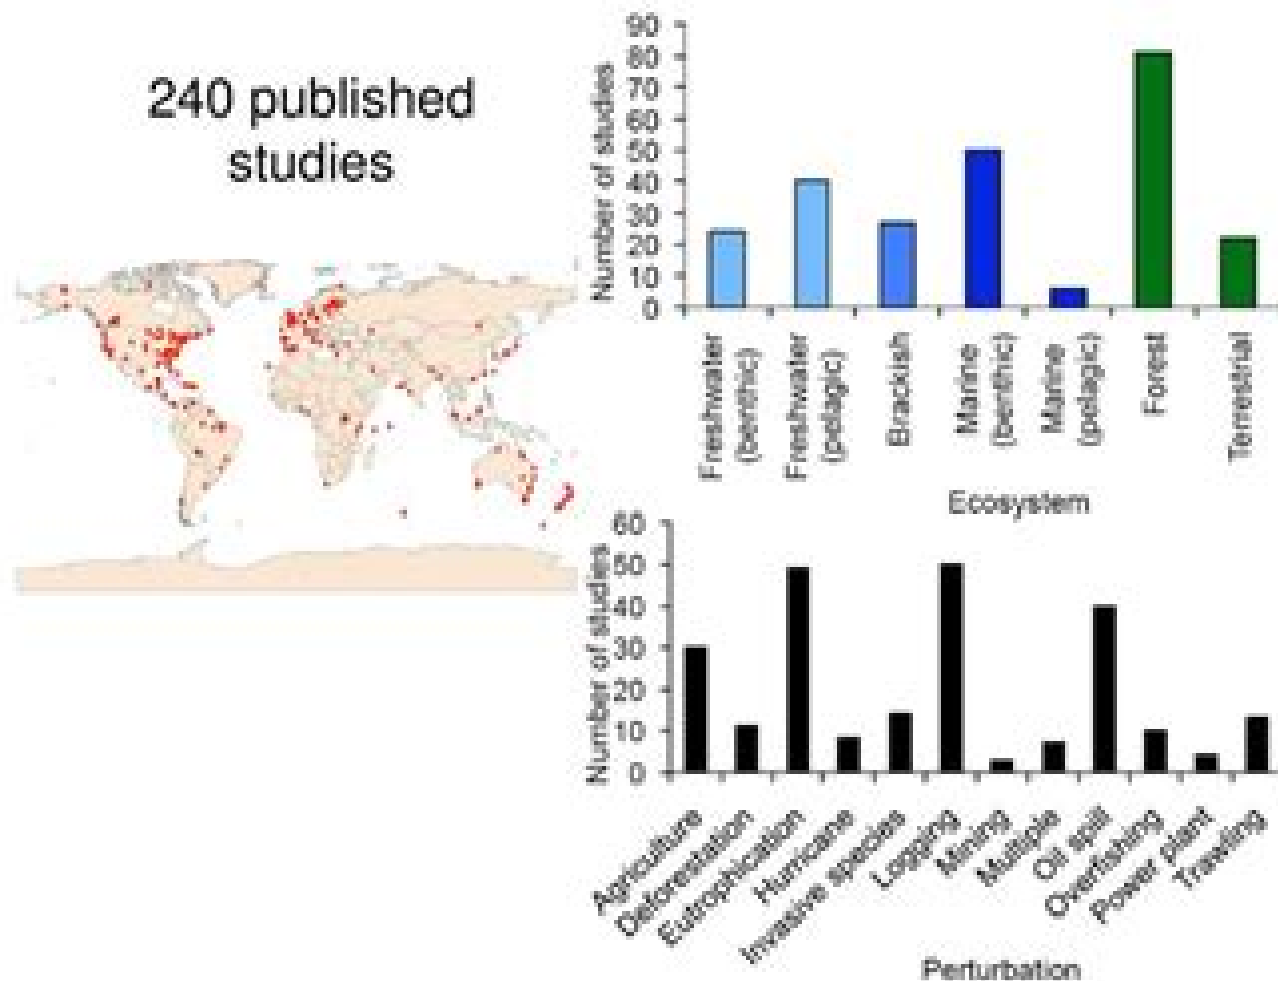 240 published
studies
90
80
70
60
50
40
30
20
10
0
Number of studies
Freshwater
(benthic)
Freshwater
(pelagic)
Brackish
Marine
(benthic)
Marine
(pelagic)
Forest
Terrestrial
Ecosystem
60
50
40
30
20
10
0
Number of studies
Agriculture
Deforestation
Eutrophication
Hurricane
Invasive species
Logging
Mining
Multiple
Oil spill
Overfishing
Power plant
Trawling
Perturbation